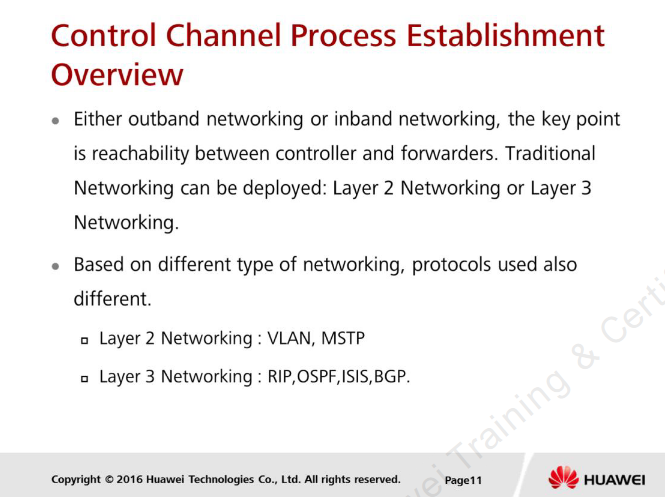 Control Channel Process Establishment
Overview
Either outband networking or inband networking, the key point
is reachability between controller and forwarders. Traditional
Networking can be deployed: Layer 2 Networking or Layer 3
Networking.
Based on different type of networking, protocols used also
different.
Layer 2 Networking : VLAN, MSTP
Layer 3 Networking : RIP,OSPF,ISIS,BGP.
Training &
Copyright © 2016 Huawei Technologies Co., Ltd. All rights reserved.
Page11
HUAWEI